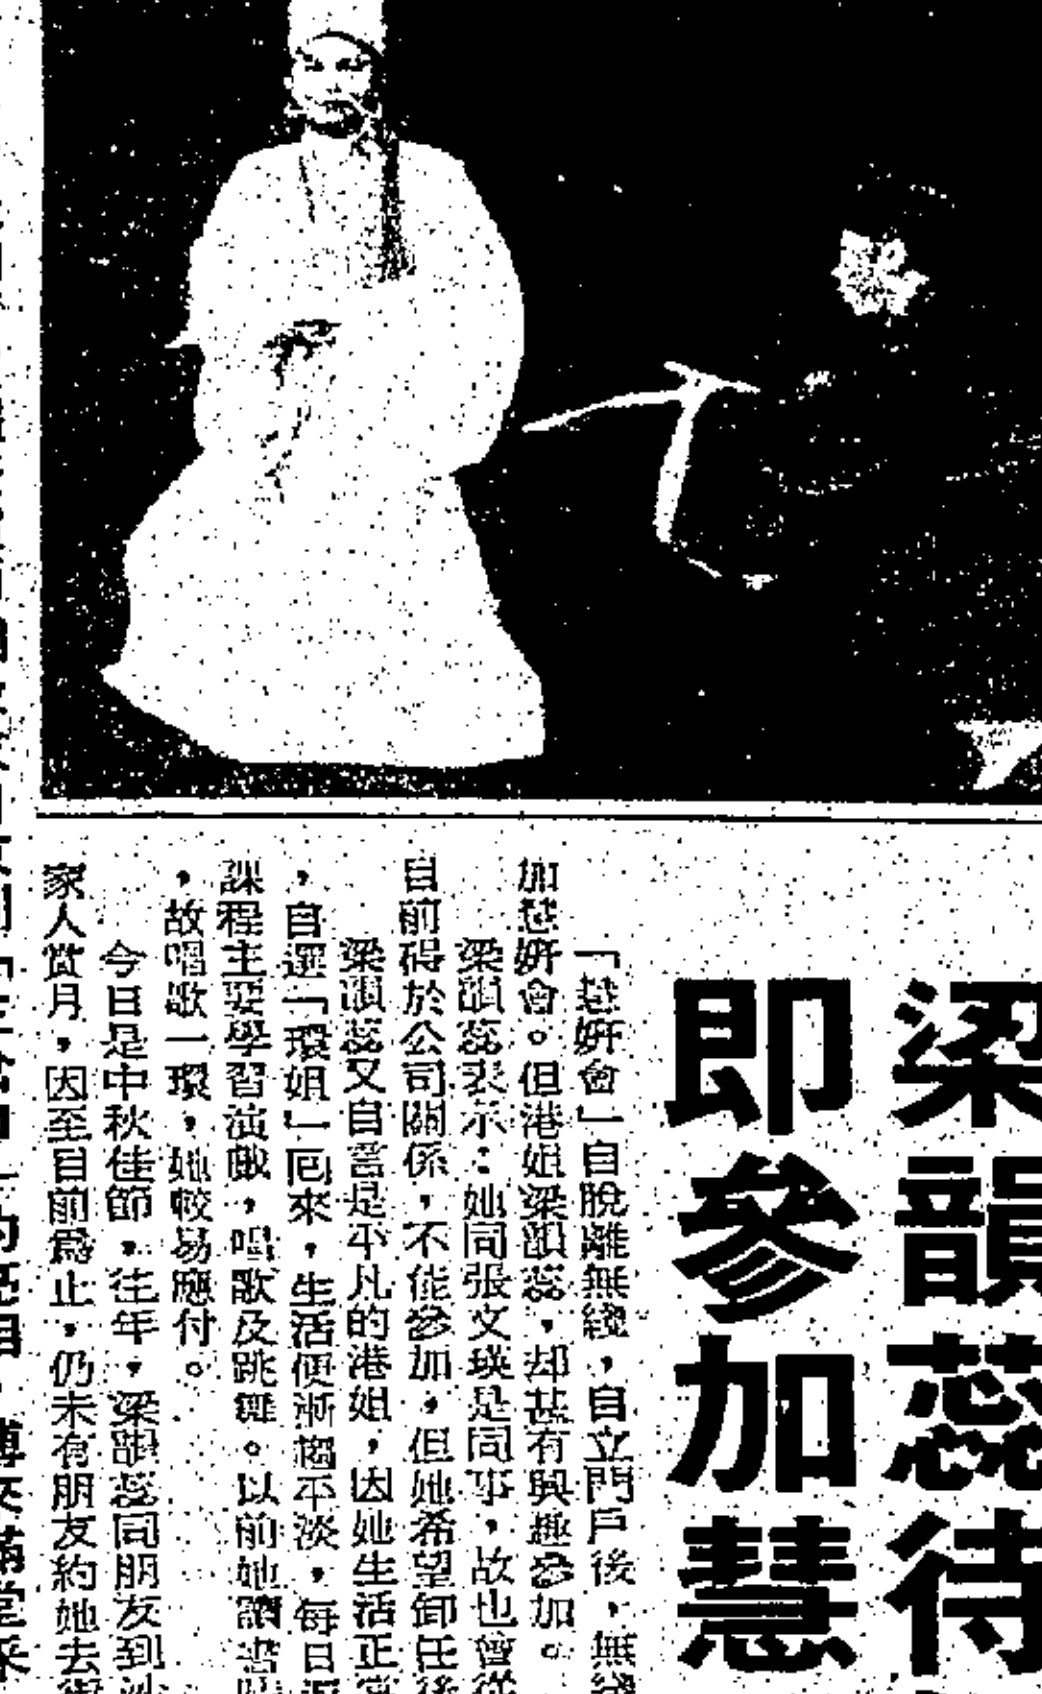 梁韻蕊待
即參加慧
「慧妍會」自脫離無綫，自立門戶後，無綫
加慧妍會。但港姐梁韻蕊，却甚有興趣參加。
梁韻蕊表示：她同張文瑛是同事，故也曾從
目前碍於公司關係，不能參加，但她希望卸任後
梁韻蕊又自言是平凡的港姐，因她生活正常
，自選「環姐」囘來，生活便漸趨平淡，每日返
課程主要學習演戲，唱歌及跳舞。以前她讀書時
，故唱歌一環，她較易應付。
今日是中秋佳節，往年，梁韻蕊同朋友到沙
家人賞月，因至目前爲止，仍未有朋友約她去